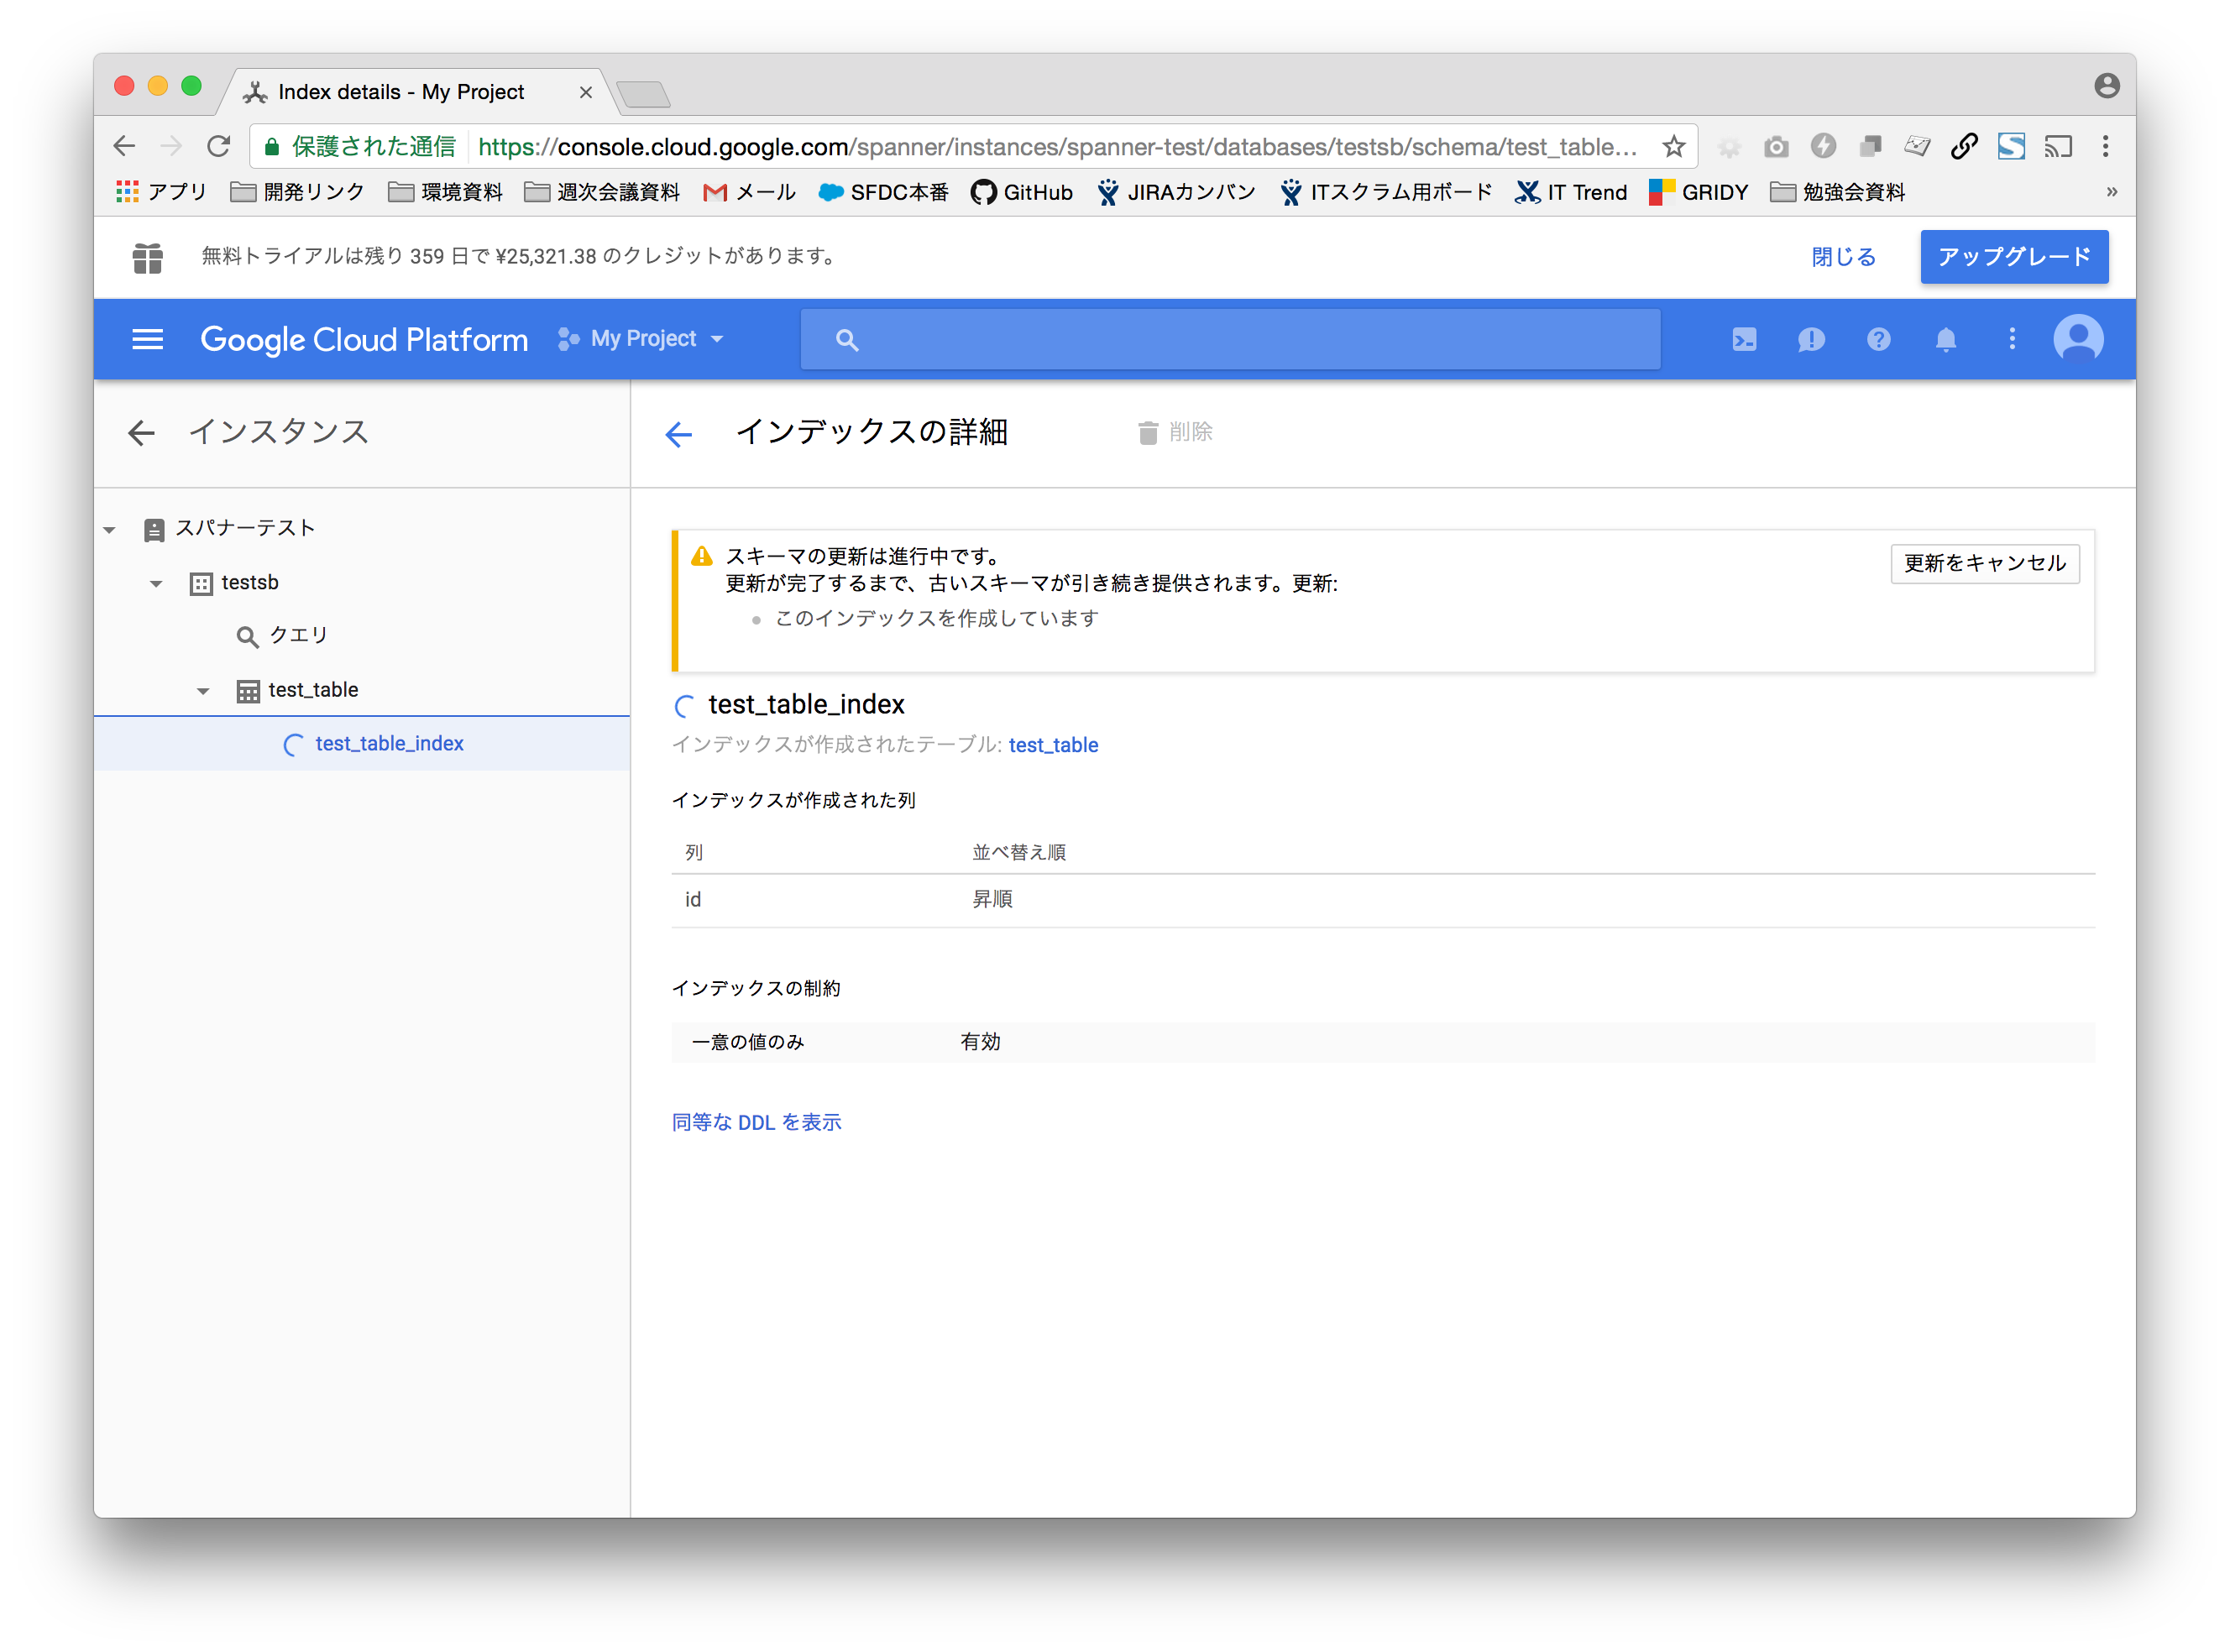 Index details - My Project
保護された通信 https://console.cloud.google.com/spanner/instances/spanner-test/databases/testsb/schema/test_table...
アプリ 開発リンク 環境資料 週次会議資料 メール SFDC本番 GitHub JIRAカンバン ITスクラム用ボード IT Trend GRIDY 勉強会資料 »
無料トライアルは残り 359 日で ¥25,321.38 のクレジットがあります。 閉じる アップグレード
Google Cloud Platform My Project
インスタンス
インデックスの詳細 削除
スパナーテスト
testsb
クエリ
test_table
test_table_index
スキーマの更新は進行中です。 更新をキャンセル
更新が完了するまで、古いスキーマが引き続き提供されます。更新:
このインデックスを作成しています
test_table_index
インデックスが作成されたテーブル: test_table
インデックスが作成された列
列 並べ替え順
id 昇順
インデックスの制約
一意の値のみ 有効
同等な DDL を表示